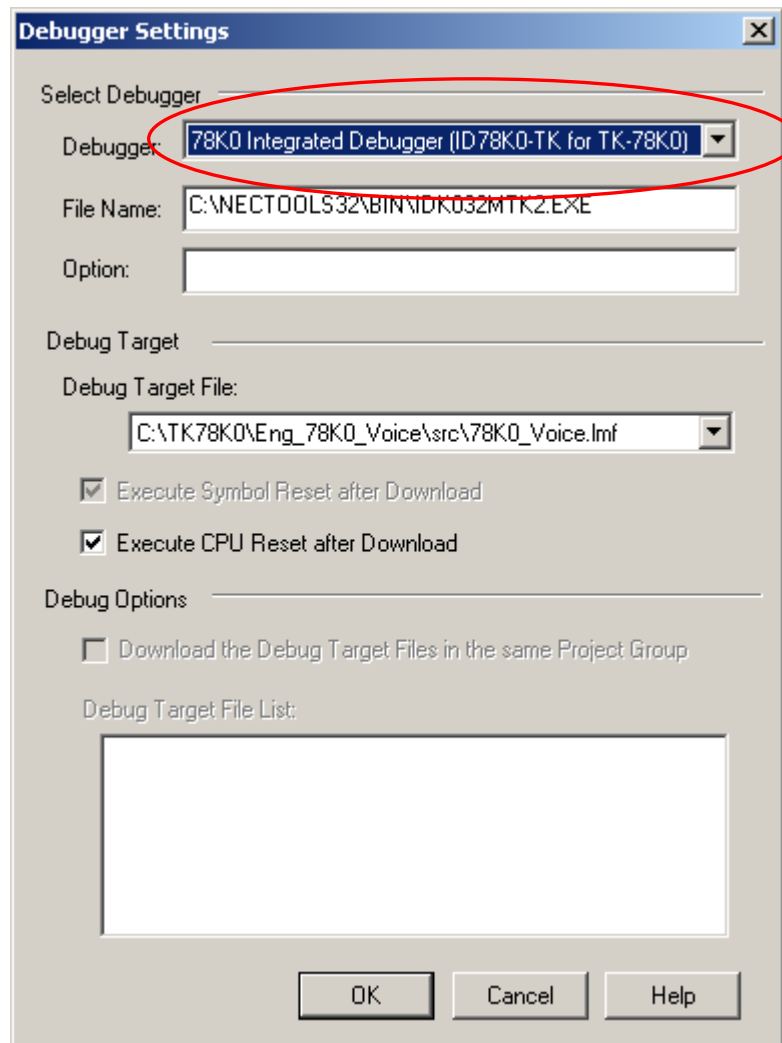 Debugger Settings
Select Debugger
Debugger: 78K0 Integrated Debugger (ID78K0-TK for TK-78K0)
File Name: C:\NECTOOLS32\BIN\IDK032MTK2.EXE
Option:
Debug Target
Debug Target File:
C:\TK78K0\Eng_78K0_Voice\src\78K0_Voice.lmf
Execute Symbol Reset after Download
Execute CPU Reset after Download
Debug Options
Download the Debug Target Files in the same Project Group
Debug Target File List:
OK Cancel Help